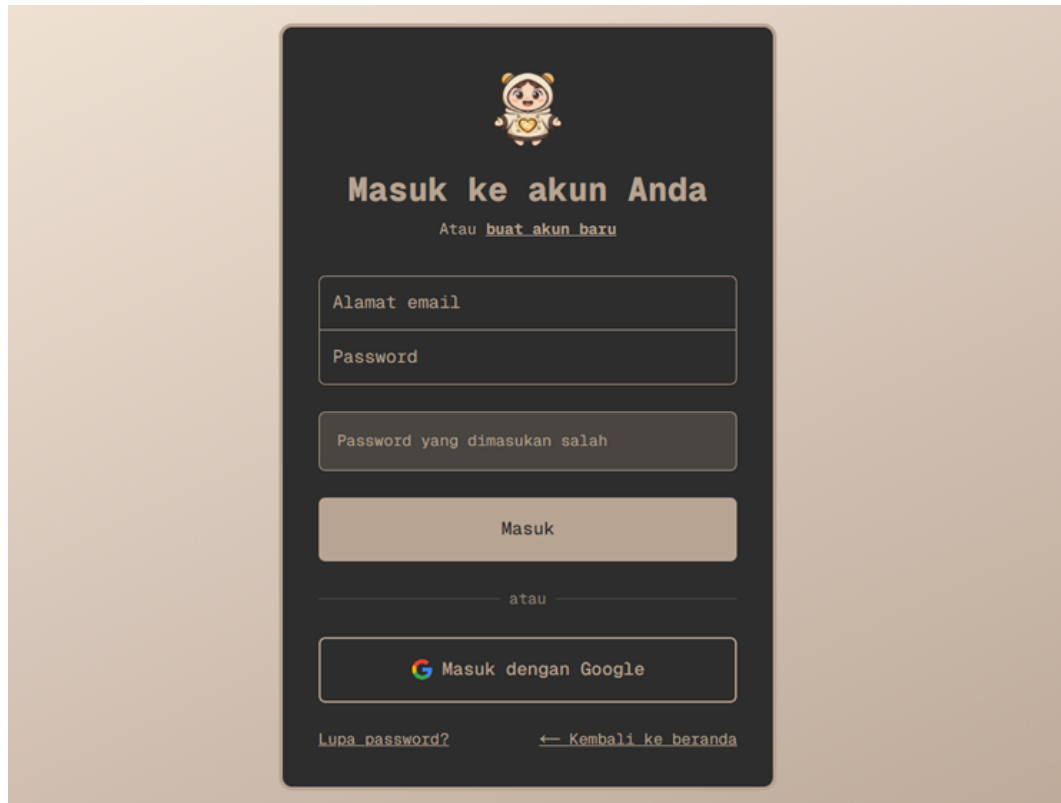 Masuk ke akun Anda
Atau buat akun baru
Alamat email
Password
Password yang dimasukan salah
Masuk
atau
Masuk dengan Google
Lupa password?
← Kembali ke beranda